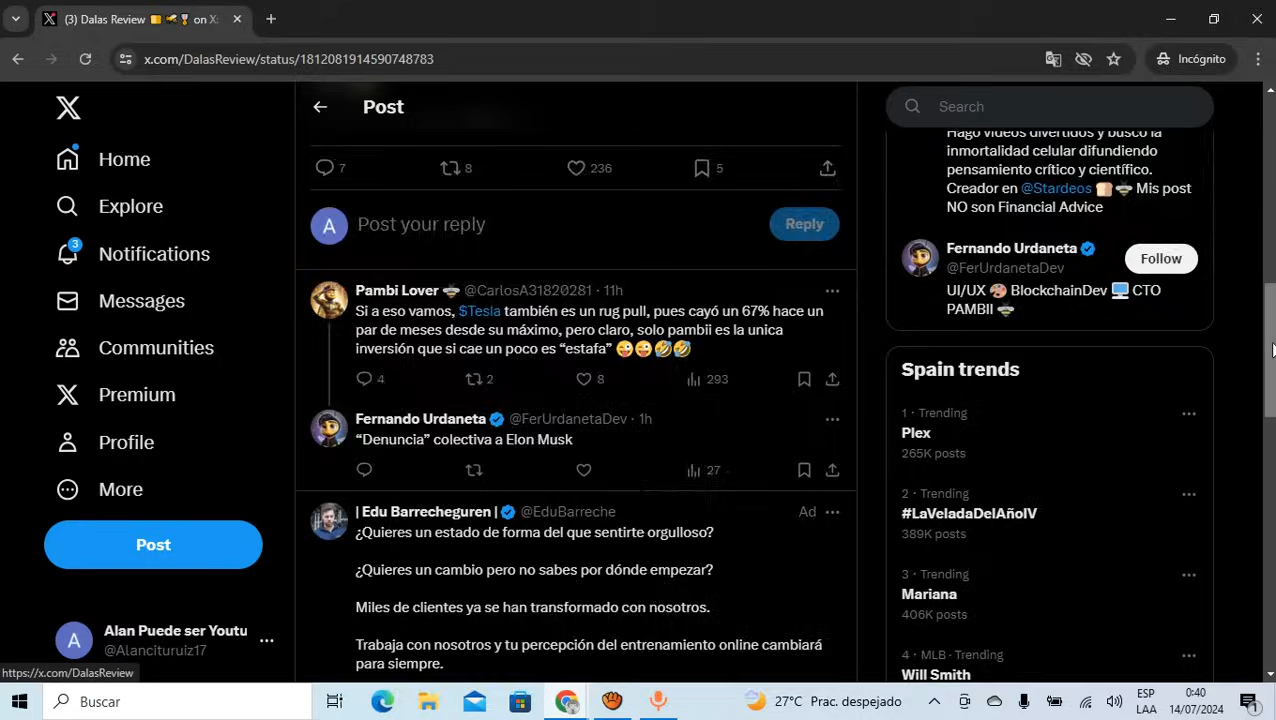 (3) Dalas Review on X:
x.com/DalasReview/status/1812081914590748783
Incógnito
Home
Explore
3
Notifications
Messages
Communities
Premium
Profile
More
Post
Alan Puede ser Youtu
@Alancituruiz17
https://x.com/DalasReview
Post
7
8
236
5
A
Post your reply
Reply
Pambi Lover @CarlosA31820281 · 11h
Si a eso vamos, $Tesla también es un rug pull, pues cayó un 67% hace un
par de meses desde su máximo, pero claro, solo pambii es la unica
inversión que si cae un poco es “estafa”
4
2
8
293
Fernando Urdaneta @FerUrdanetaDev · 1h
“Denuncia” colectiva a Elon Musk
27
| Edu Barrecheguren | @EduBarreche
Ad
¿Quieres un estado de forma del que sentirte orgulloso?
¿Quieres un cambio pero no sabes por dónde empezar?
Miles de clientes ya se han transformado con nosotros.
Trabaja con nosotros y tu percepción del entrenamiento online cambiará
para siempre.
Search
Hago vídeos divertidos y busco la
inmortalidad celular difundiendo
pensamiento crítico y científico.
Creador en @Stardeos Mis post
NO son Financial Advice
Fernando Urdaneta
@FerUrdanetaDev
Follow
UI/UX BlockchainDev CTO
PAMBII
Spain trends
1 · Trending
Plex
265K posts
2 · Trending
#LaVeladaDelAñoIV
389K posts
3 · Trending
Mariana
406K posts
4 · MLB · Trending
Will Smith
A
Buscar
27°C Prac. despejado
ESP
LAA
0:40
14/07/2024
1